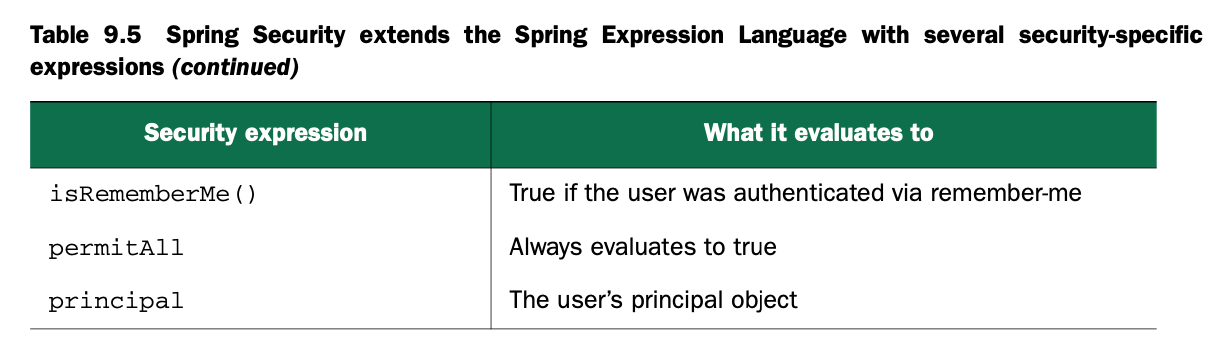 Table 9.5 Spring Security extends the Spring Expression Language with several security-specific
expressions (continued)
Security expression What it evaluates to
isRememberMe() True if the user was authenticated via remember-me
permitAll Always evaluates to true
principal The user’s principal object